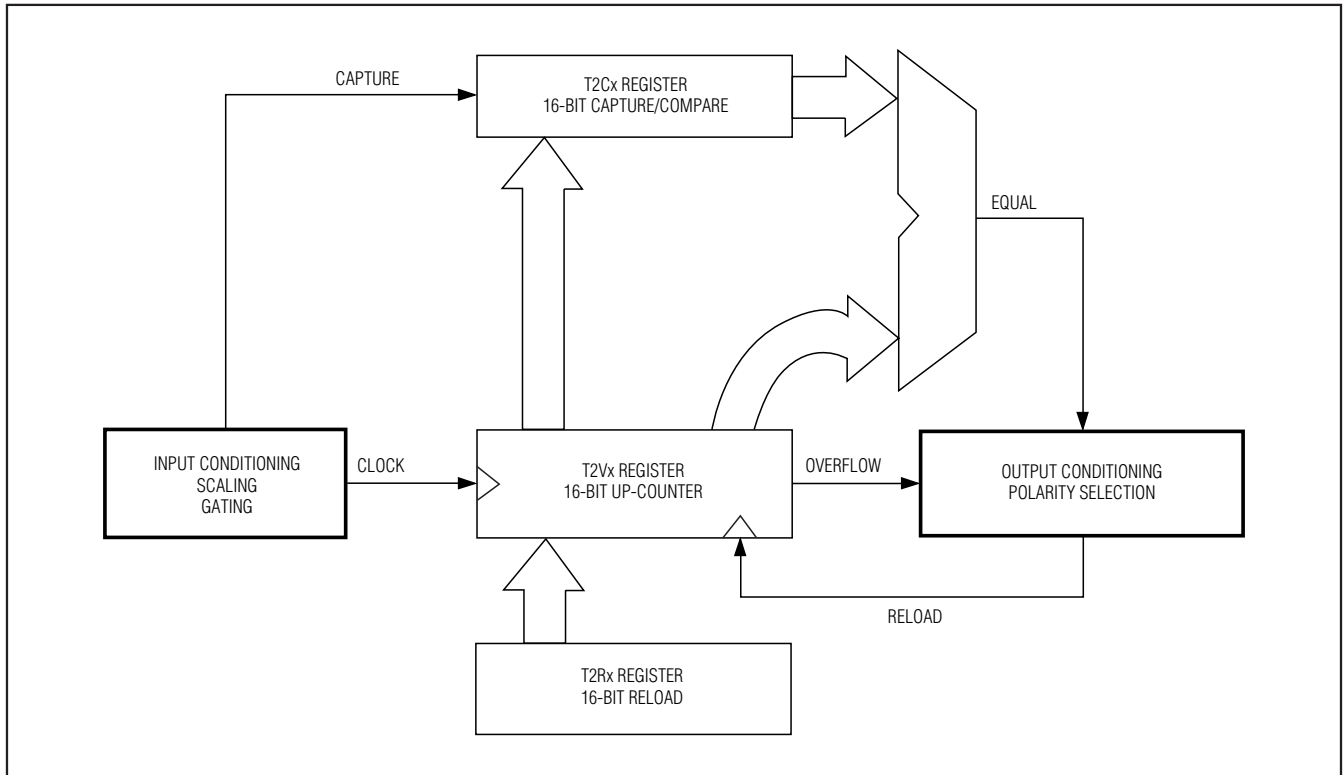 CAPTURE
T2Cx REGISTER
16-BIT CAPTURE/COMPARE
EQUAL
INPUT CONDITIONING
SCALING
GATING
CLOCK
T2Vx REGISTER
16-BIT UP-COUNTER
OVERFLOW
OUTPUT CONDITIONING
POLARITY SELECTION
RELOAD
T2Rx REGISTER
16-BIT RELOAD